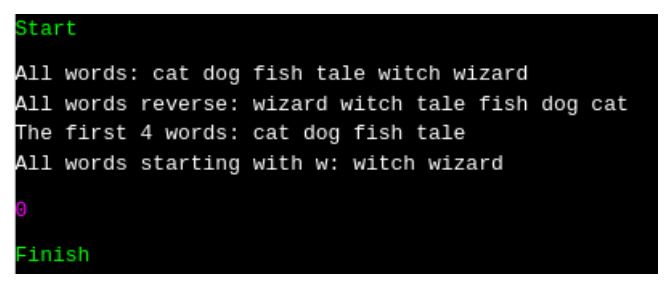 Start
All words: cat dog fish tale witch wizard
All words reverse: wizard witch tale fish dog cat
The first 4 words: cat dog fish tale
All words starting with w: witch wizard
0
Finish